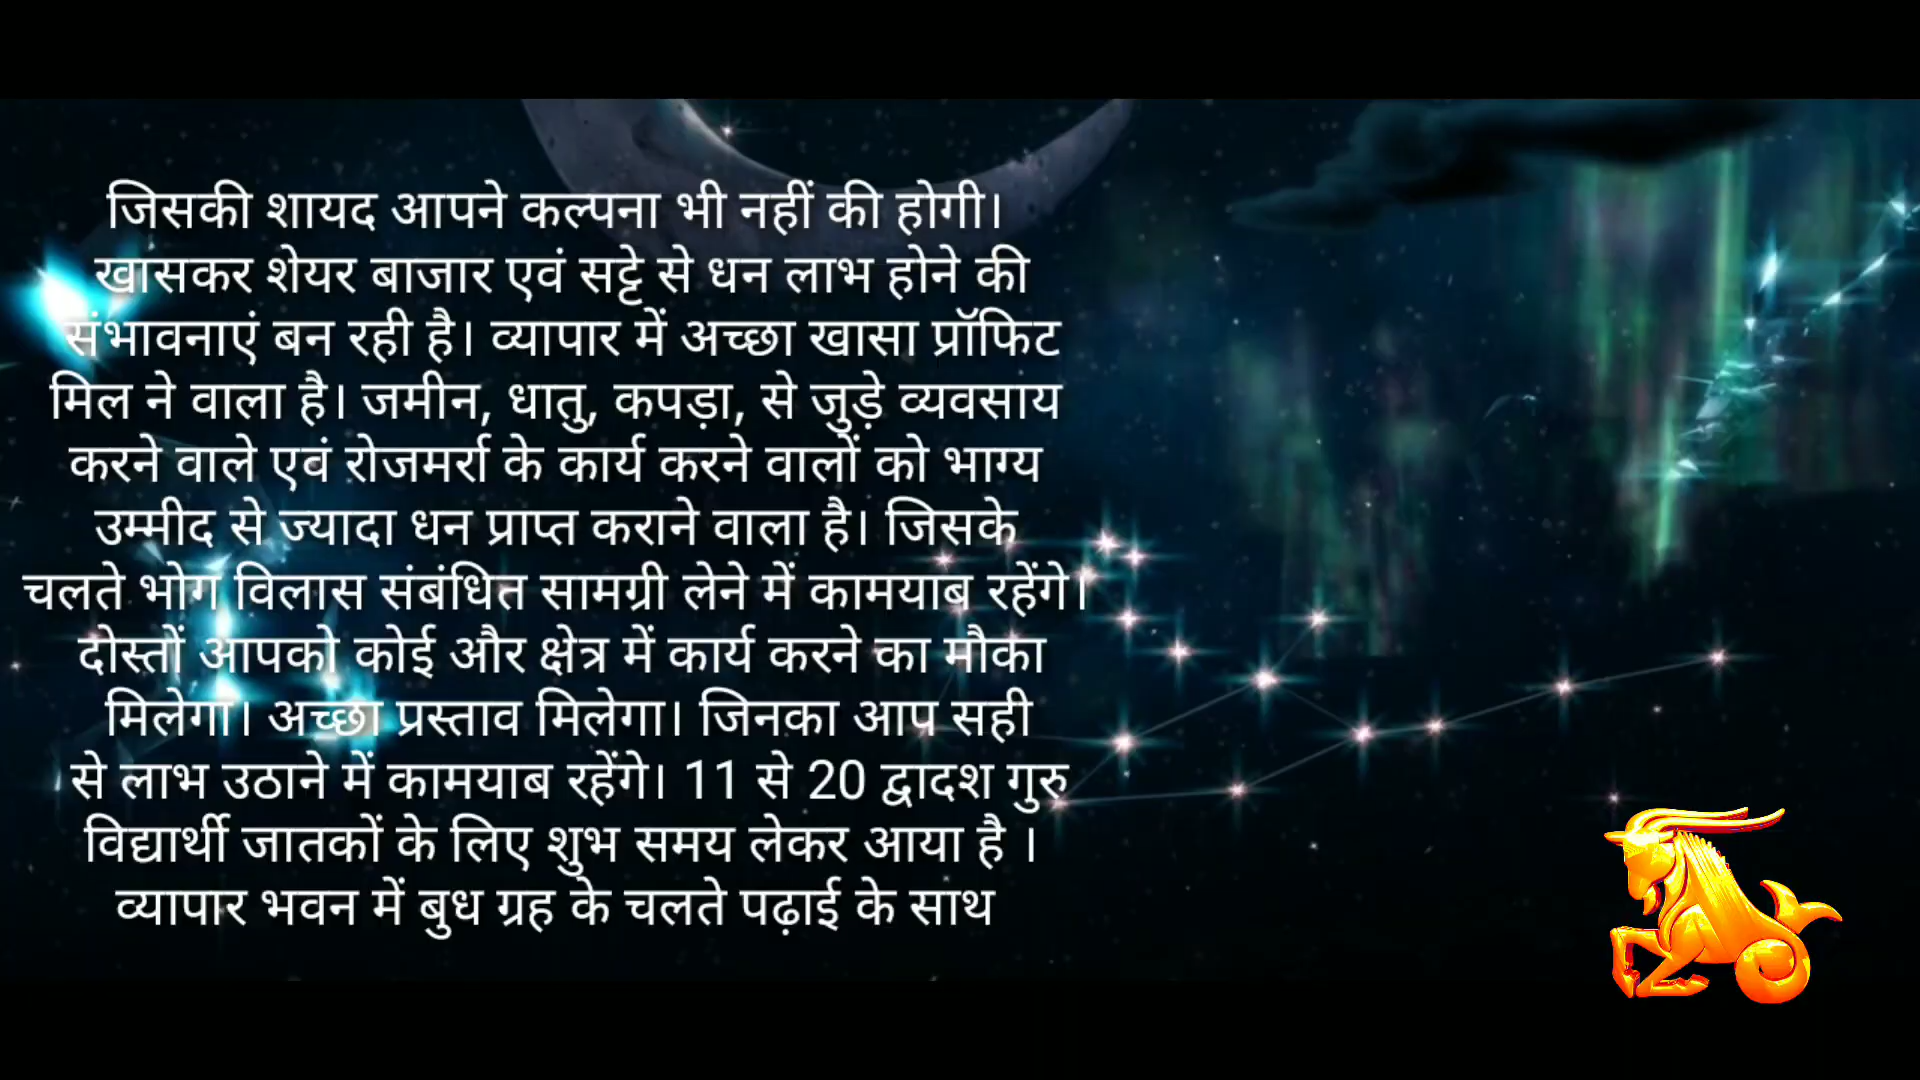 जिसकी शायद आपने कल्पना भी नहीं की होगी।
खासकर शेयर बाजार एवं सट्टे से धन लाभ होने की
संभावनाएं बन रही है। व्यापार में अच्छा खासा प्रॉफिट
मिल ने वाला है। जमीन, धातु, कपड़ा, से जुड़े व्यवसाय
करने वाले एवं रोजमर्रा के कार्य करने वालों को भाग्य
उम्मीद से ज्यादा धन प्राप्त कराने वाला है। जिसके
चलते भोग विलास संबंधित सामग्री लेने में कामयाब रहेंगे।
दोस्तों आपको कोई और क्षेत्र में कार्य करने का मौका
मिलेगा। अच्छा प्रस्ताव मिलेगा। जिनका आप सही
से लाभ उठाने में कामयाब रहेंगे। 11 से 20 द्वादश गुरु
विद्यार्थी जातकों के लिए शुभ समय लेकर आया है ।
व्यापार भवन में बुध ग्रह के चलते पढ़ाई के साथ